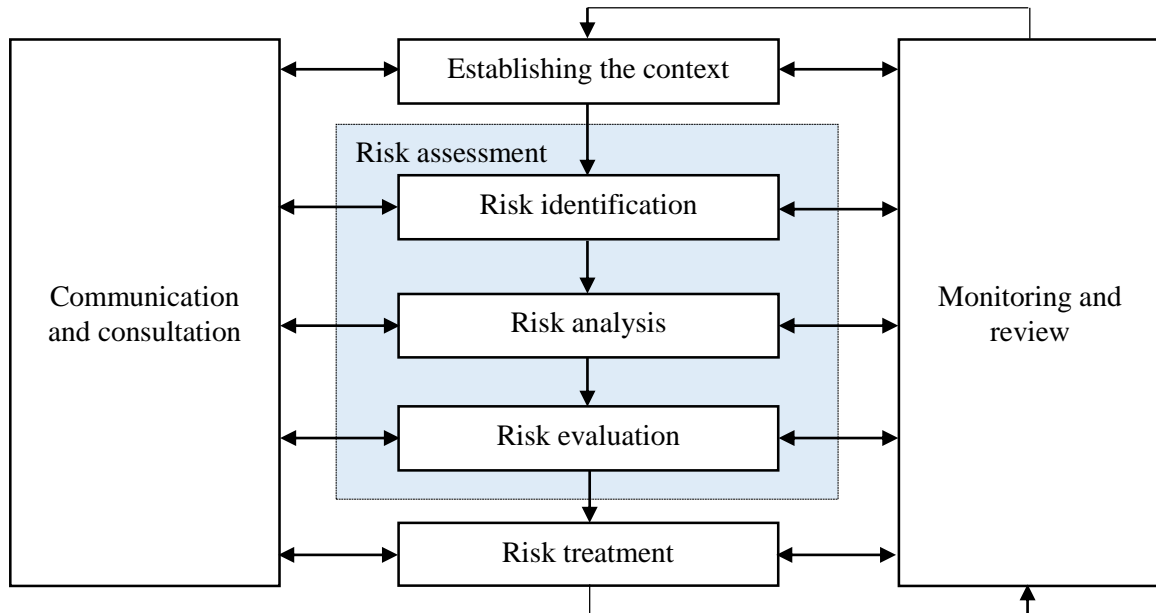 Establishing the context
Risk assessment
Risk identification
Communication
and consultation
Risk analysis
Monitoring and
review
Risk evaluation
Risk treatment